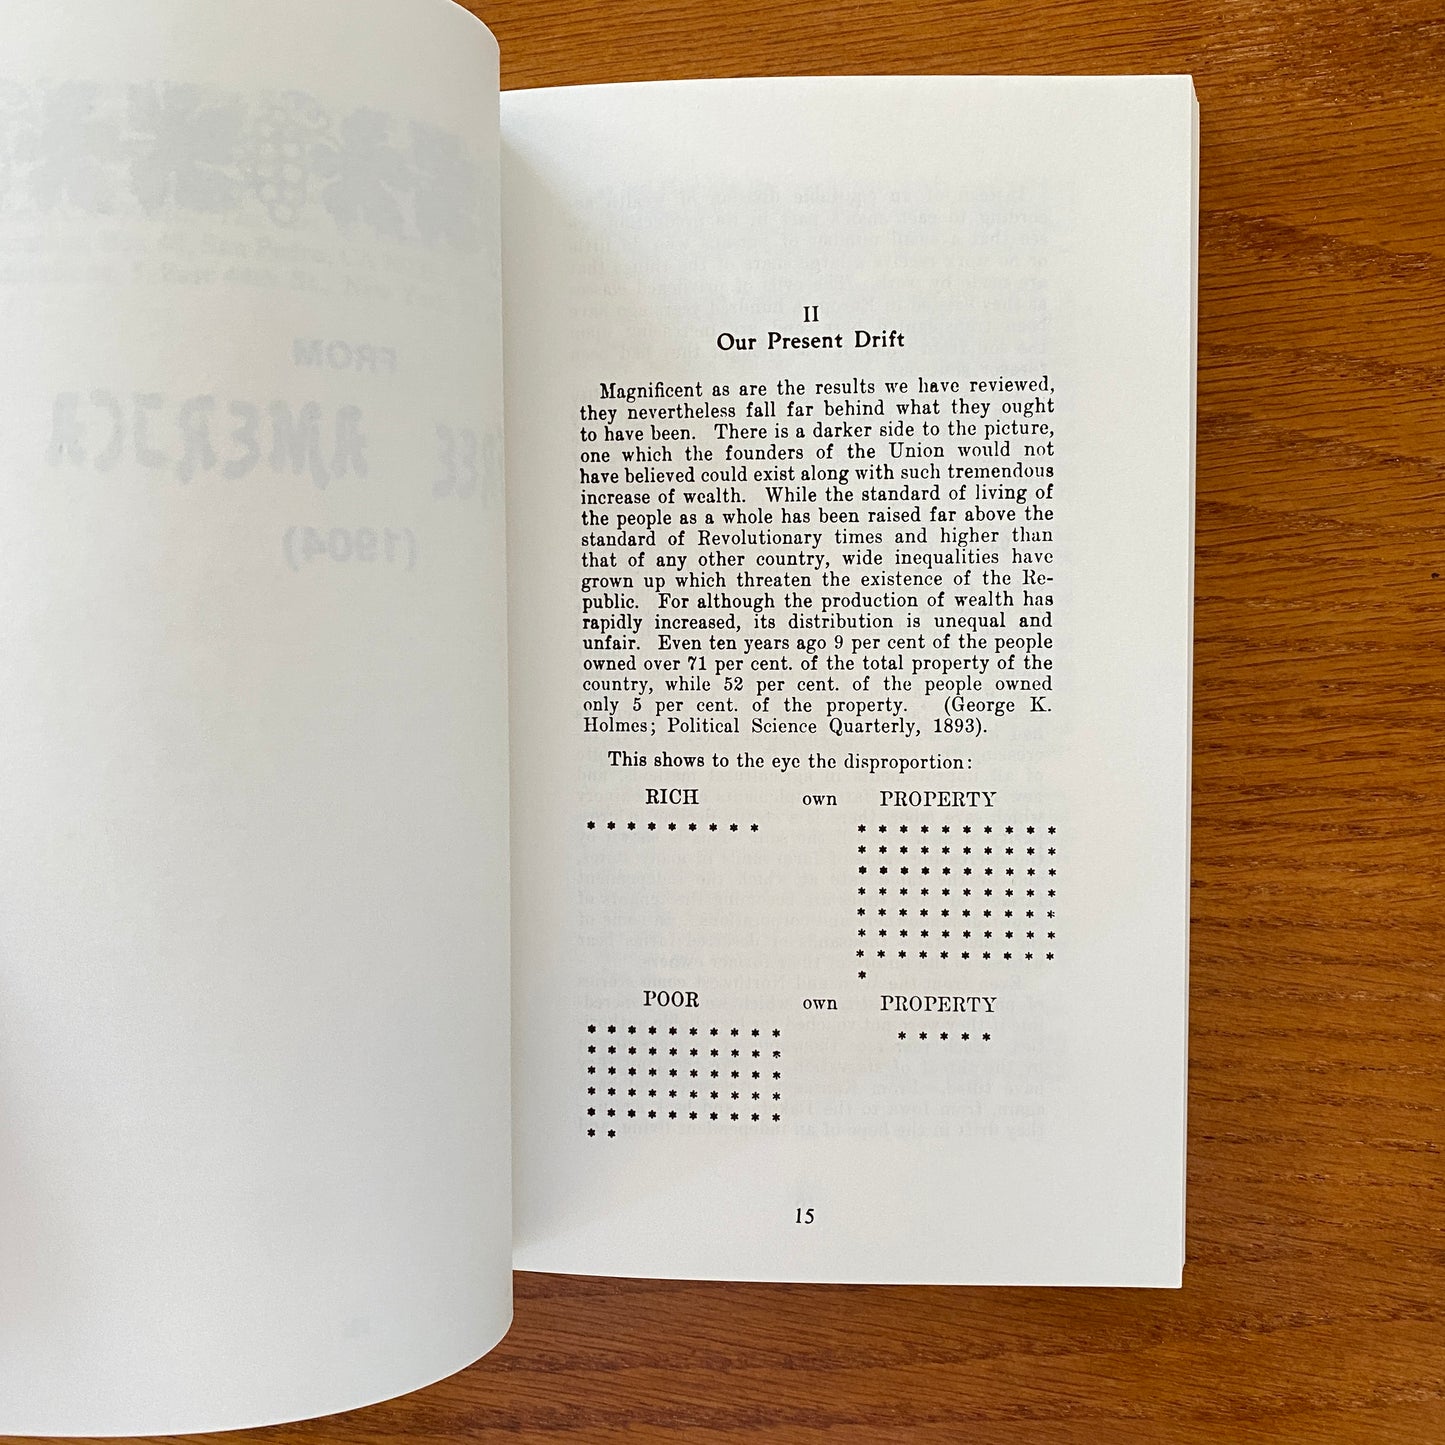 FROM
AMERICA
(1904)
II
Our Present Drift
Magnificent as are the results we have reviewed,
they nevertheless fall far behind what they ought
to have been. There is a darker side to the picture,
one which the founders of the Union would not
have believed could exist along with such tremendous
increase of wealth. While the standard of living of
the people as a whole has been raised far above the
standard of Revolutionary times and higher than
that of any other country, wide inequalities have
grown up which threaten the existence of the Re-
public. For although the production of wealth has
rapidly increased, its distribution is unequal and
unfair. Even ten years ago 9 per cent of the people
owned over 71 per cent. of the total property of the
country, while 52 per cent. of the people owned
only 5 per cent. of the property. (George K.
Holmes; Political Science Quarterly, 1893).
This shows to the eye the disproportion:
RICH own PROPERTY
* * * * * * * * * * * * * * * * * * *
* * * * * * * * * *
* * * * * * * * * *
* * * * * * * * * *
* * * * * * * * * *
* * * * * * * * * *
* * * * * * * * * *
*
POOR own PROPERTY
* * * * * * * * * * * * * * *
* * * * * * * * * *
* * * * * * * * * *
* * * * * * * * * *
* * * * * * * * * *
* *
15